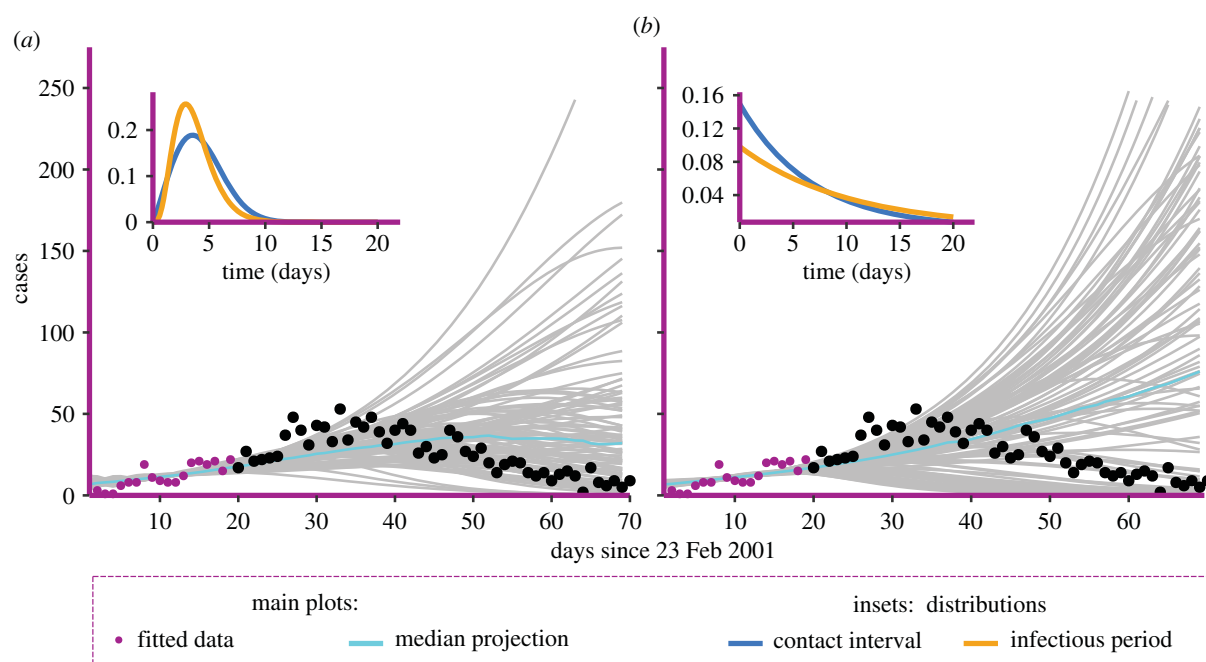 (a)
(b)
250
200
150
100
50
0
cases
0.2
0.1
0
0 5 10 15 20
time (days)
0.16
0.12
0.08
0.04
0 5 10 15 20
time (days)
10 20 30 40 50 60 70
10 20 30 40 50 60
days since 23 Feb 2001
main plots:
insets: distributions
fitted data
median projection
contact interval
infectious period